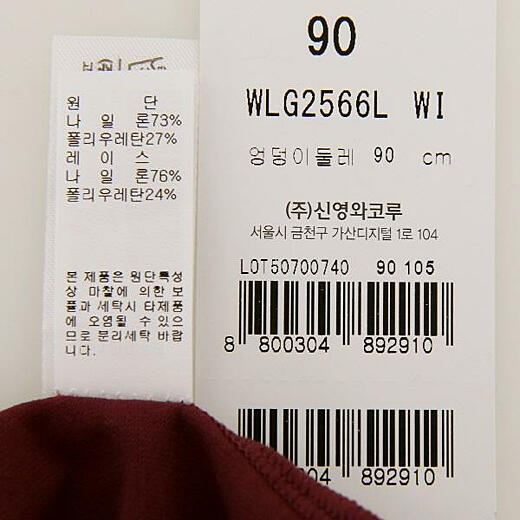 원 단
나 일 론73%
폴리우레탄27%
레 이 스
나 일 론76%
폴리우레탄24%
본 제품은 원단특성
상 마찰에 의한 보
플과 세탁시 타제품
에 오염될 수 있으
므로 분리세탁 바랍
니다.
90
WLG2566L WI
엉덩이둘레 90 cm
(주)신영와코루
서울시 금천구 가산디지털 1로 104
LOT50700740 90 105
8 800304 892910
04 892910